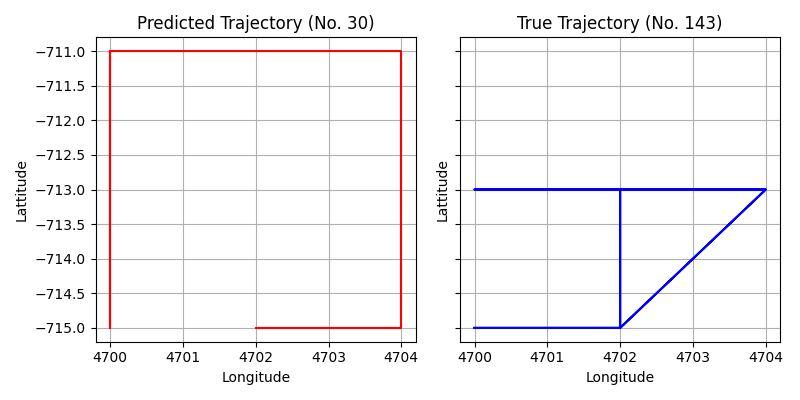 Predicted Trajectory (No. 30)
True Trajectory (No. 143)
Lattitude
−711.0
−711.5
−712.0
−712.5
−713.0
−713.5
−714.0
−714.5
−715.0
4700 4701 4702 4703 4704
Longitude
Lattitude
4700 4701 4702 4703 4704
Longitude